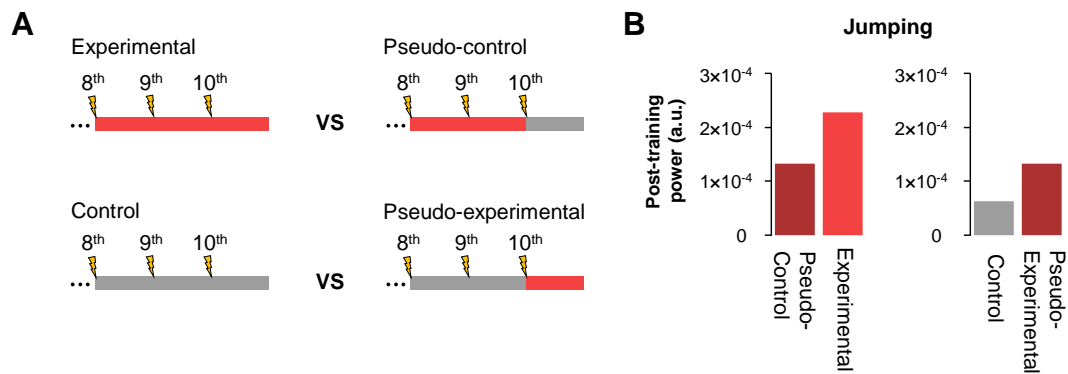 A
Experimental
8th 9th 10th
...
VS
Pseudo-control
8th 9th 10th
...
Control
8th 9th 10th
...
VS
Pseudo-experimental
8th 9th 10th
...
B
Jumping
Post-training
power (a.u.)
3×10-4
2×10-4
1×10-4
0
Pseudo-
Control
Experimental
3×10-4
2×10-4
1×10-4
0
Control
Pseudo-
Experimental